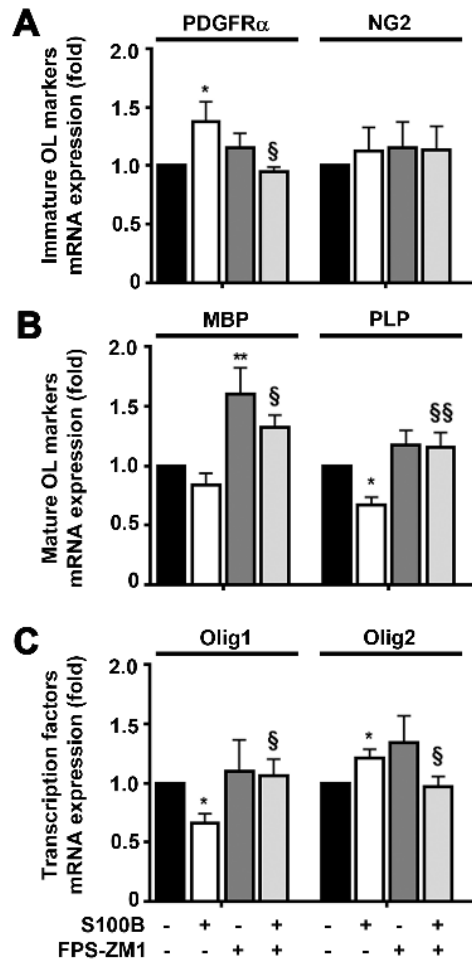 A
PDGFRα NG2
Immature OL markers
mRNA expression (fold)
2.0
1.5
1.0
0.5
0
*
§
B
MBP PLP
Mature OL markers
mRNA expression (fold)
2.0
1.5
1.0
0.5
0
**
§
*
§§
C
Olig1 Olig2
Transcription factors
mRNA expression (fold)
2.0
1.5
1.0
0.5
0
*
§
*
§
S100B - + - + - + - +
FPS-ZM1 - - + + - - + +